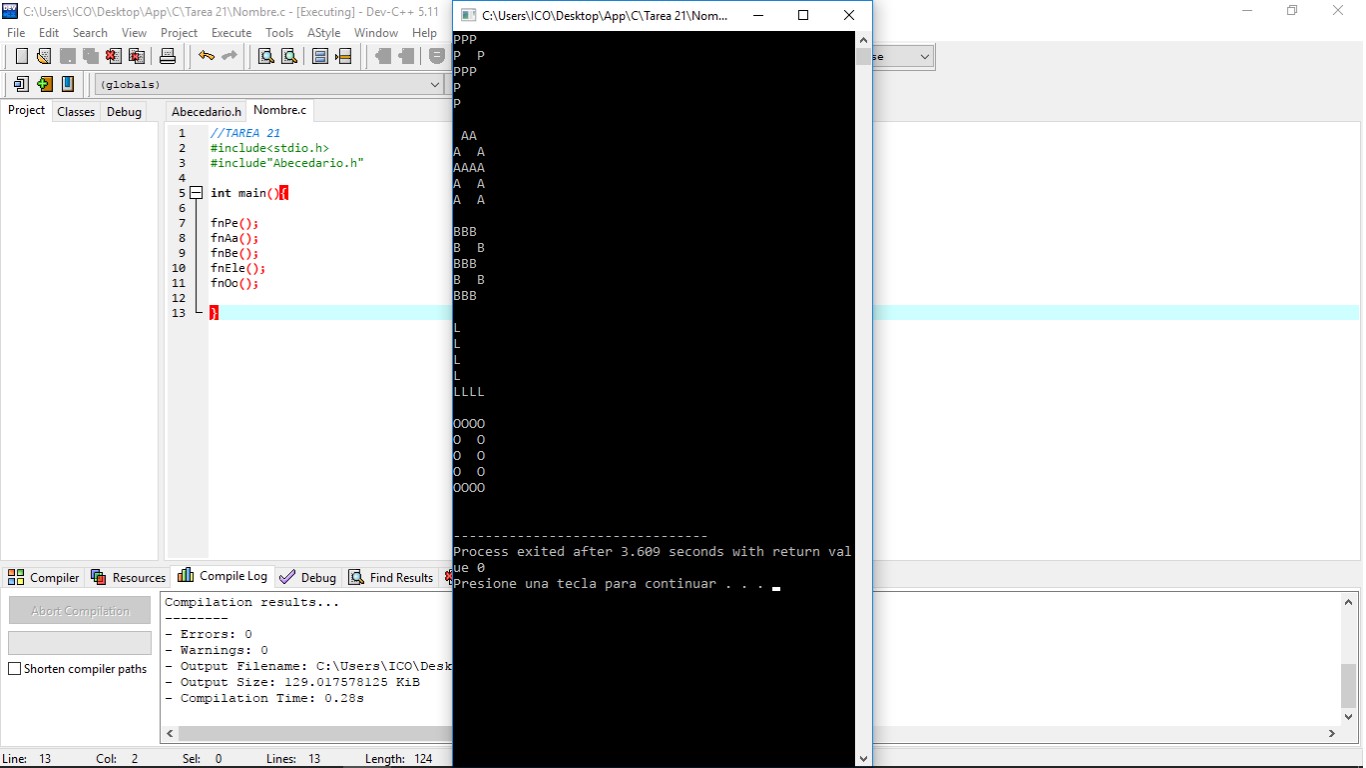 C:\Users\ICO\Desktop\App\C\Tarea 21\Nombre.c - [Executing] - Dev-C++ 5.11
File Edit Search View Project Execute Tools AStyle Window Help
(globals)
Project Classes Debug
Abecedario.h Nombre.c
1 //TAREA 21
2 #include<stdio.h>
3 #include"Abecedario.h"
4
5 int main(){
6
7 fnPe();
8 fnAa();
9 fnBe();
10 fnEle();
11 fnOo();
12
13 }
C:\Users\ICO\Desktop\App\C\Tarea 21\Nom...
PPP
P  P
PPP
P
P

 AA
A  A
AAAA
A  A
A  A

BBB
B  B
BBB
B  B
BBB

L
L
L
L
LLLL

OOOO
O  O
O  O
O  O
OOOO

--------------------------------
Process exited after 3.609 seconds with return val
ue 0
Presione una tecla para continuar . . .
se
Compiler Resources Compile Log Debug Find Results
Abort Compilation
Shorten compiler paths
Compilation results...
--------
- Errors: 0
- Warnings: 0
- Output Filename: C:\Users\ICO\Desk
- Output Size: 129.017578125 KiB
- Compilation Time: 0.28s
Line: 13 Col: 2 Sel: 0 Lines: 13 Length: 124